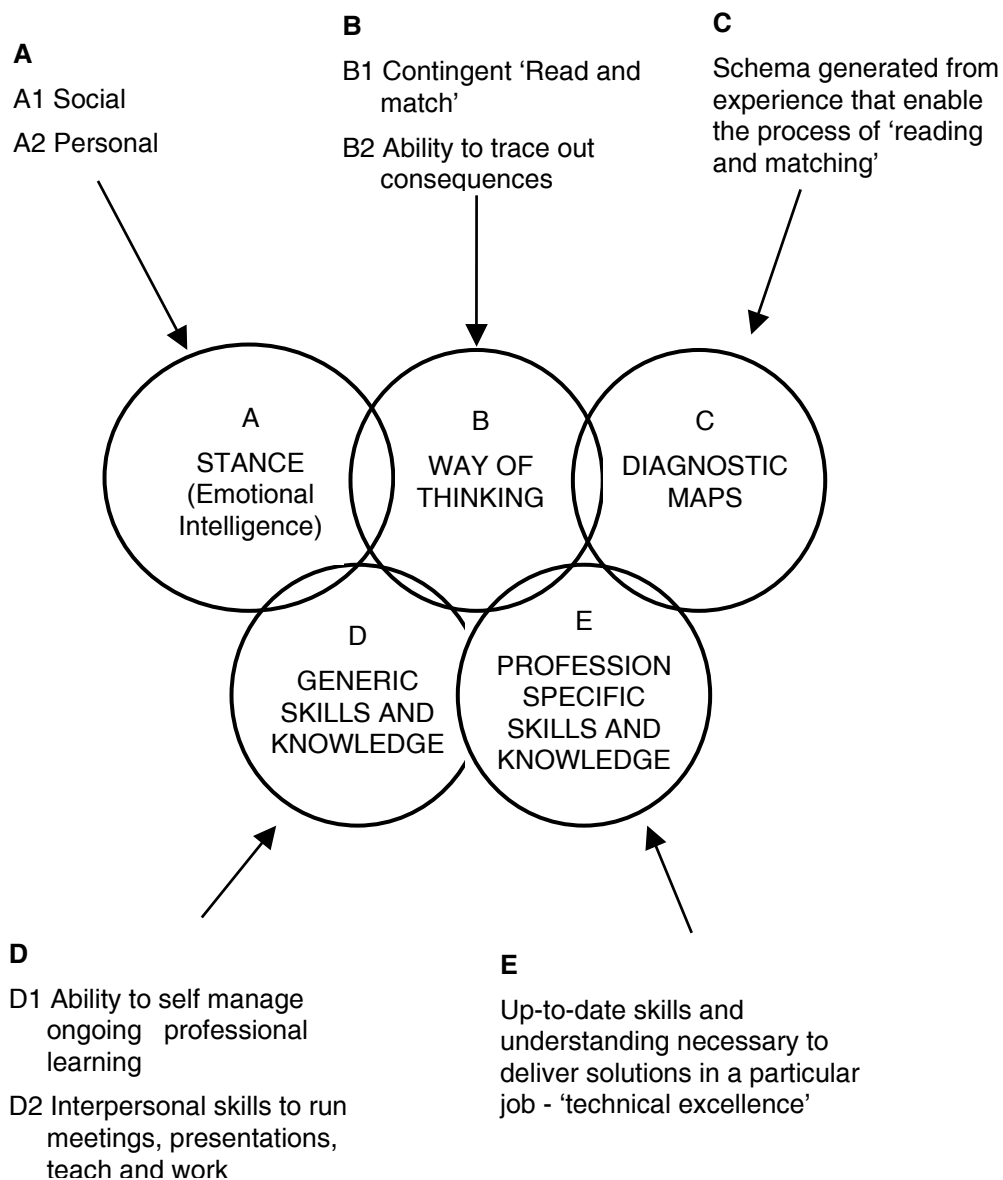 A
A1 Social
A2 Personal
B
B1 Contingent ‘Read and
match’
B2 Ability to trace out
consequences
C
Schema generated from
experience that enable
the process of ‘reading
and matching’
A
STANCE
(Emotional
Intelligence)
B
WAY OF
THINKING
C
DIAGNOSTIC
MAPS
D
GENERIC
SKILLS AND
KNOWLEDGE
E
PROFESSION
SPECIFIC
SKILLS AND
KNOWLEDGE
D
D1 Ability to self manage
ongoing professional
learning
D2 Interpersonal skills to run
meetings, presentations,
teach and work
E
Up-to-date skills and
understanding necessary to
deliver solutions in a particular
job - ‘technical excellence’